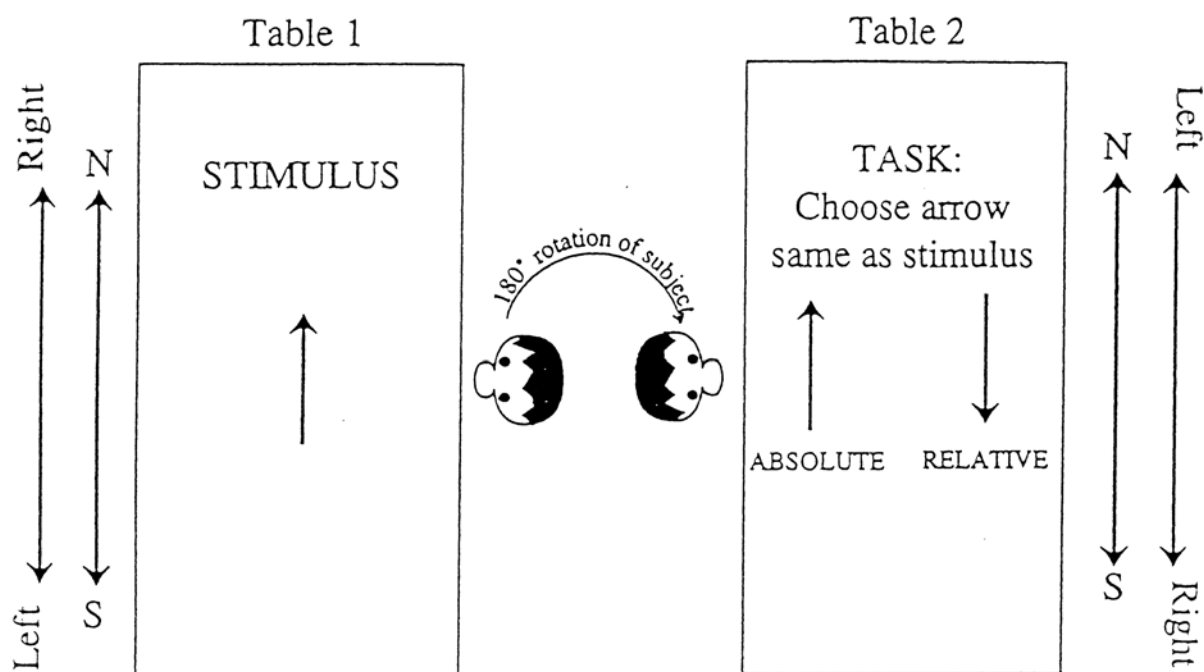 Table 1
Right
N
STIMULUS
Left
S
180° rotation of subject
Table 2
TASK:
Choose arrow
same as stimulus
ABSOLUTE RELATIVE
N
Left
S
Right